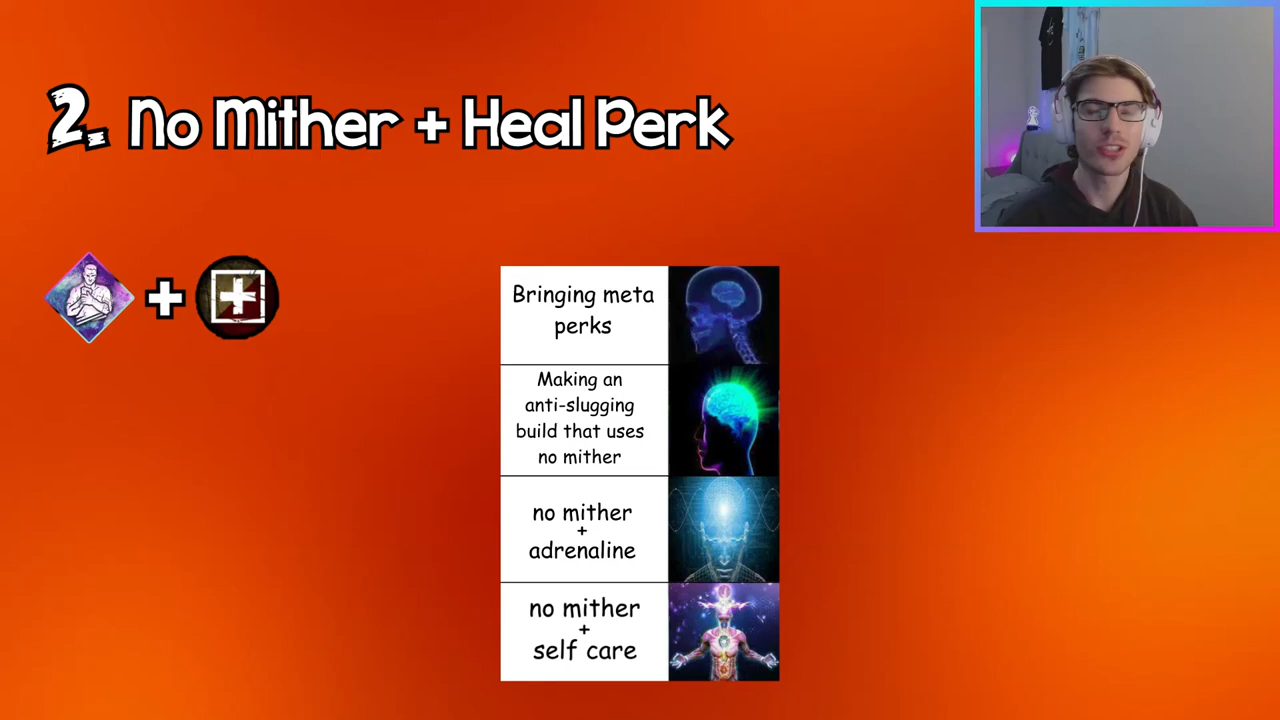 2. No Mither + Heal Perk
+
Bringing meta
perks
Making an
anti-slugging
build that uses
no mither
no mither
+
adrenaline
no mither
+
self care